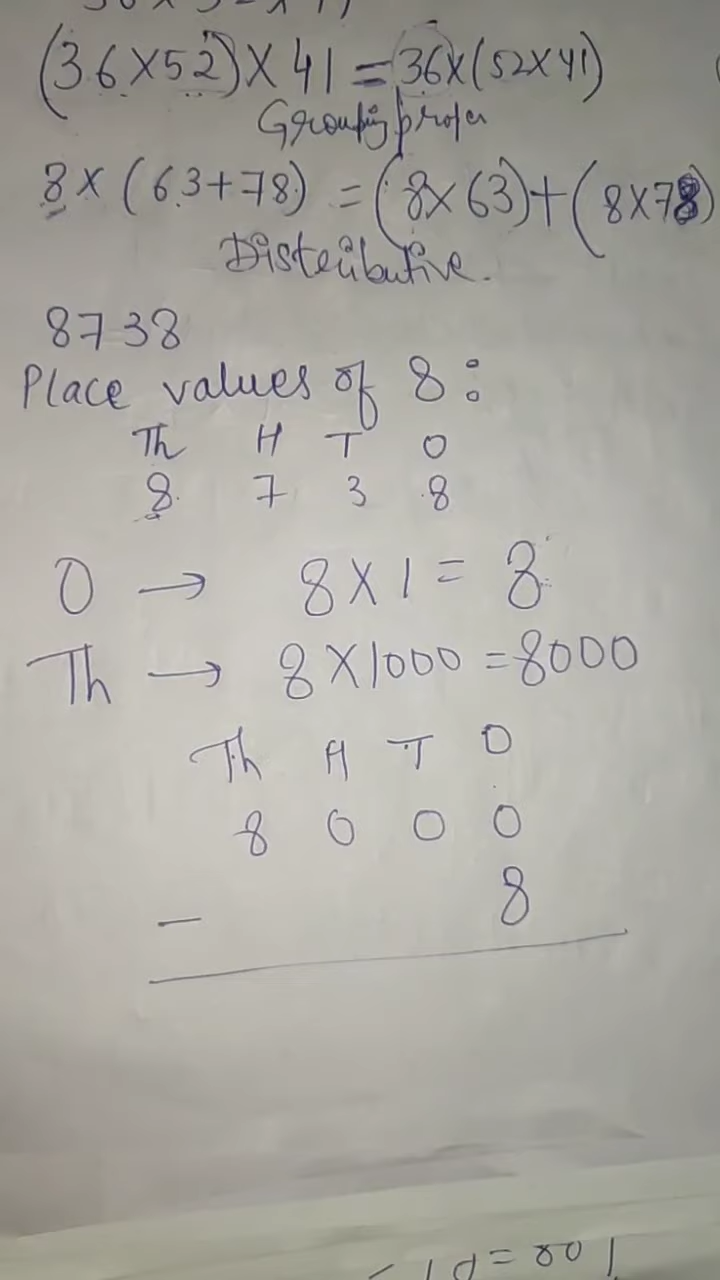 (36×52)×41 = 36×(52×41)
Grouping proper
8× (63+78) = (8×63)+(8×78)
Distributive.
8738
Place values of 8:
Th H T O
8 7 3 8
O → 8×1= 8
Th → 8×1000 =8000
Th H T O
8 0 0 0
— 8